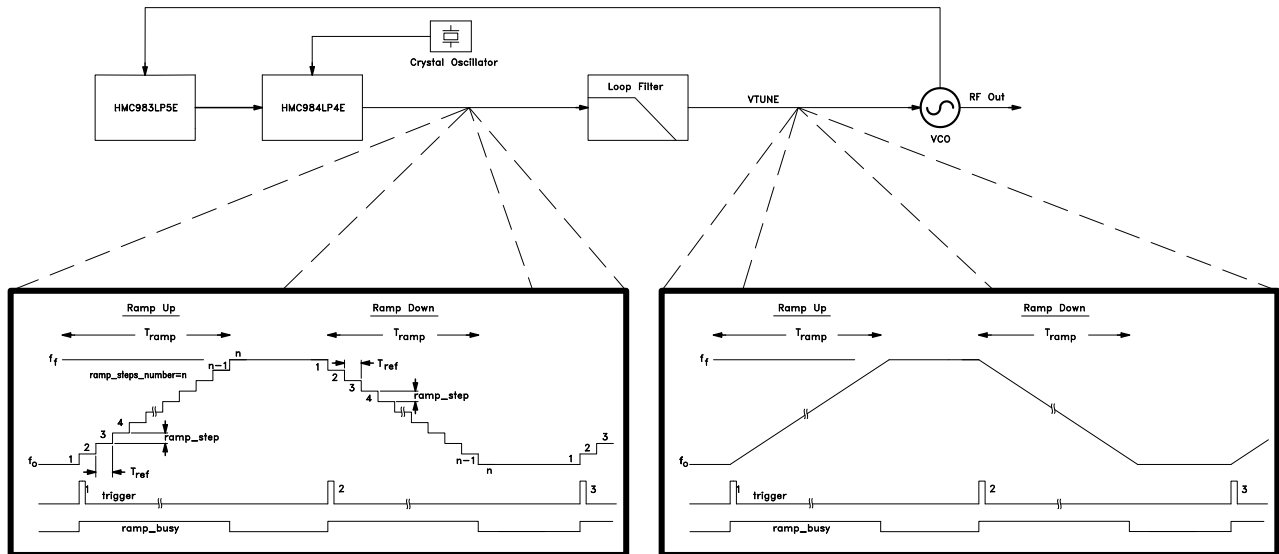 Crystal Oscillator
HMC983LP5E
HMC984LP4E
Loop Filter
VTUNE
RF Out
VCO
Ramp Up
Ramp Down
Tramp
Tramp
ff
ramp_steps_number=n
n-1
n
1
2
3
4
Tref
ramp_step
4
3
2
1
ramp_step
Tref
fo
n-1
n
1
2
3
1
trigger
2
3
ramp_busy
Ramp Up
Ramp Down
Tramp
Tramp
ff
fo
1
trigger
2
3
ramp_busy